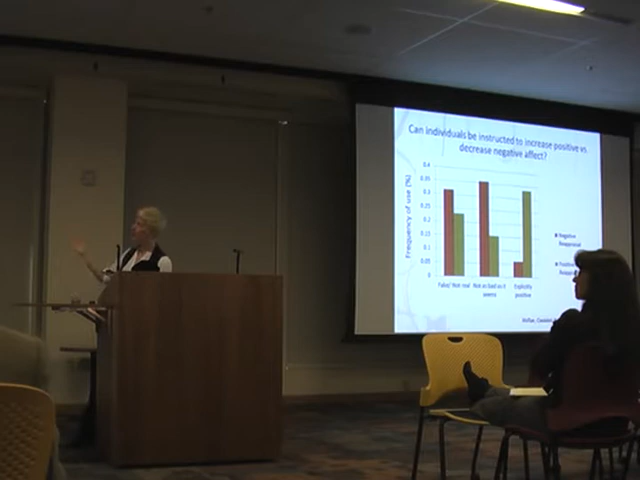 Can individuals be instructed to increase positive vs
decrease negative affect?
Frequency of use (%)
0.4
0.35
0.3
0.25
0.2
0.15
0.1
0.05
0
False/ Not real
Not as bad as it
seems
Explicitly
positive
Negative
Reappraisal
Positive